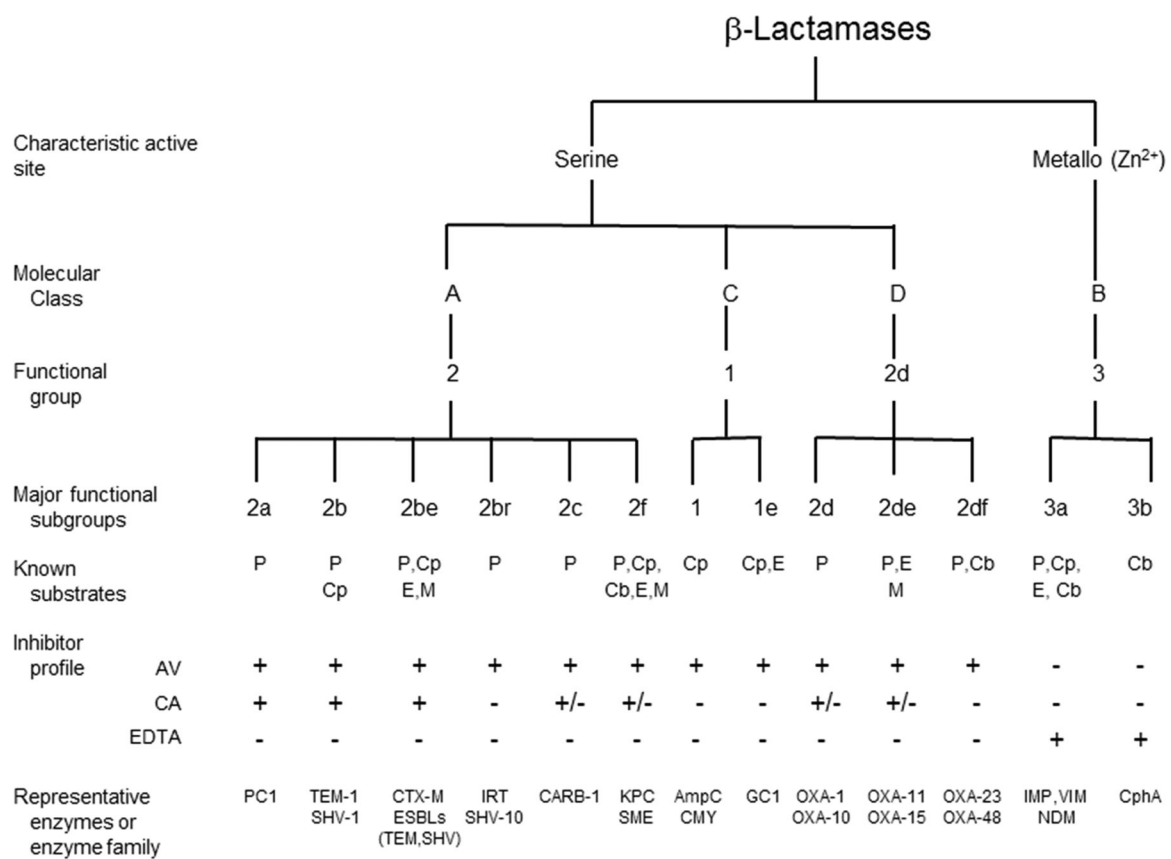 β-Lactamases
Characteristic active
site
Serine
Metallo (Zn²⁺)
Molecular
Class
A C D B
Functional
group
2 1 2d 3
Major functional
subgroups
2a 2b 2be 2br 2c 2f 1 1e 2d 2de 2df 3a 3b
Known
substrates
P P P,Cp P P P,Cp, Cp Cp,E P P,E P,Cb P,Cp, Cb
Cp E,M Cb,E,M M E, Cb
Inhibitor
profile
AV + + + + + + + + + + + - -
CA + + + - +/- +/- - - +/- +/- - - -
EDTA - - - - - - - - - - - + +
Representative
enzymes or
enzyme family
PC1 TEM-1 CTX-M IRT CARB-1 KPC AmpC GC1 OXA-1 OXA-11 OXA-23 IMP,VIM CphA
SHV-1 ESBLs SHV-10 SME CMY OXA-10 OXA-15 OXA-48 NDM
(TEM,SHV)